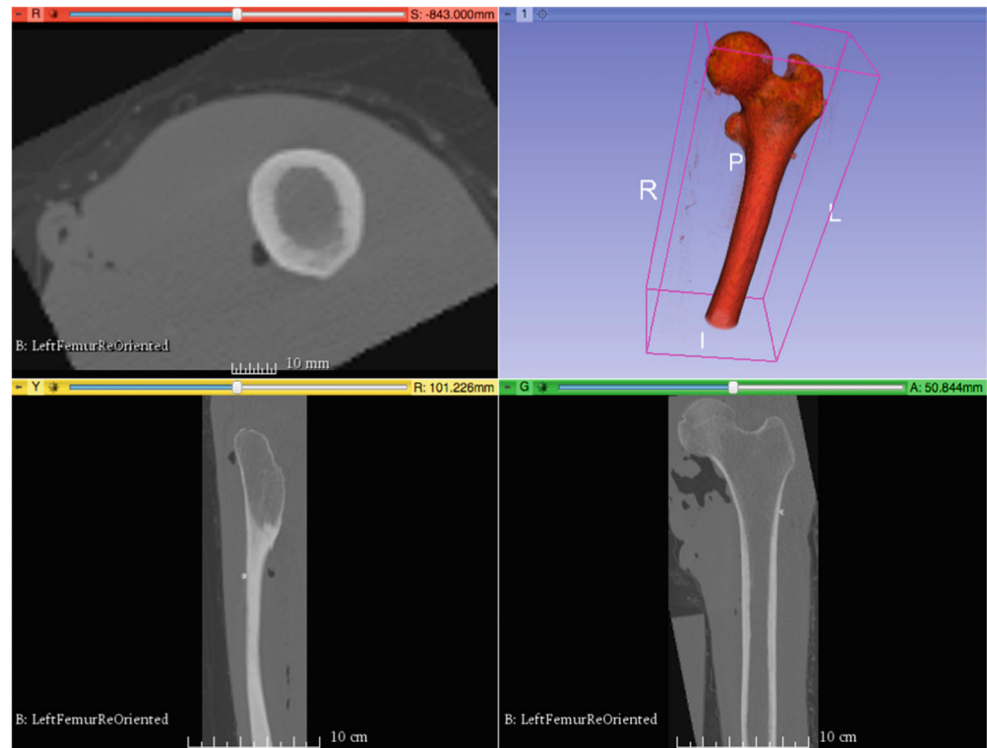 R S: -843.000mm
1
B: LeftFemurReOriented
10 mm
R
P
L
I
Y R: 101.226mm
G A: 50.844mm
B: LeftFemurReOriented
10 cm
B: LeftFemurReOriented
10 cm